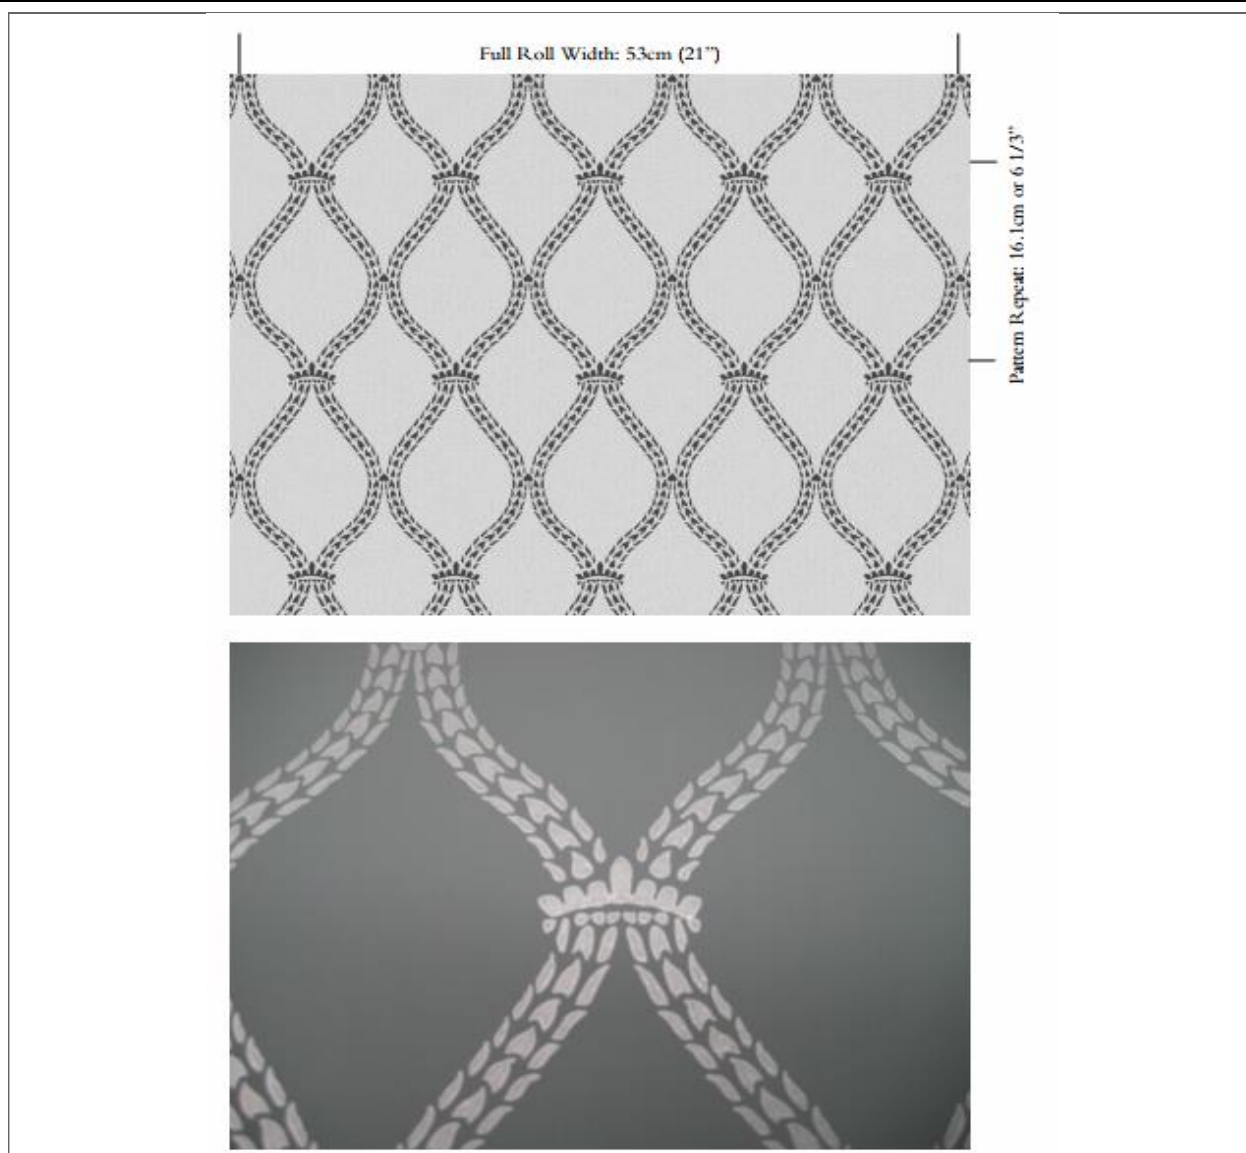 Full Roll Width: 53cm (21”)
Pattern Repeat: 16.1cm or 6 1/3”